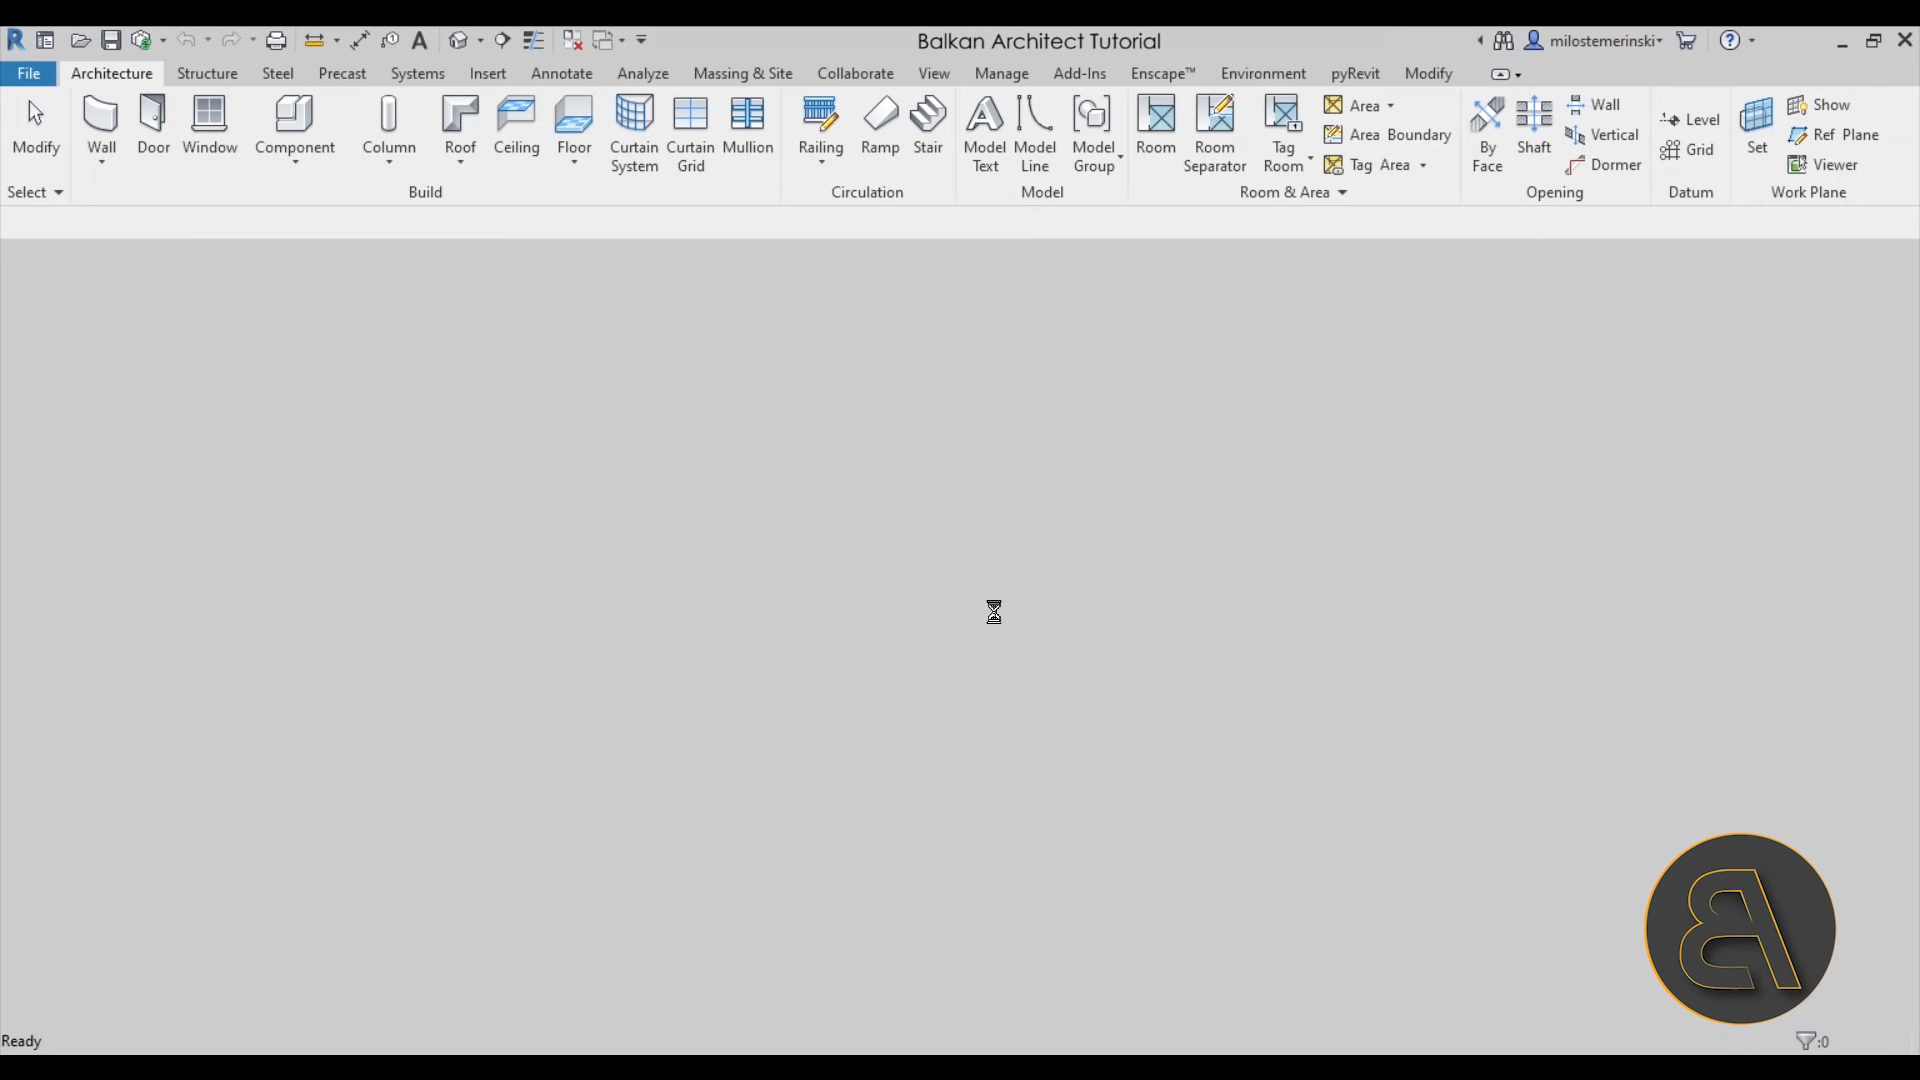 Balkan Architect Tutorial
milostemerinski
File Architecture Structure Steel Precast Systems Insert Annotate Analyze Massing & Site Collaborate View Manage Add-Ins Enscape™ Environment pyRevit Modify
Modify
Wall
Door
Window
Component
Column
Roof
Ceiling
Floor
Curtain
System
Curtain
Grid
Mullion
Railing
Ramp
Stair
Model
Text
Model
Line
Model
Group
Room
Room
Separator
Tag
Room
Area
Area Boundary
Tag Area
By
Face
Shaft
Wall
Vertical
Dormer
Level
Grid
Set
Show
Ref Plane
Viewer
Select
Build
Circulation
Model
Room & Area
Opening
Datum
Work Plane
Ready
:0